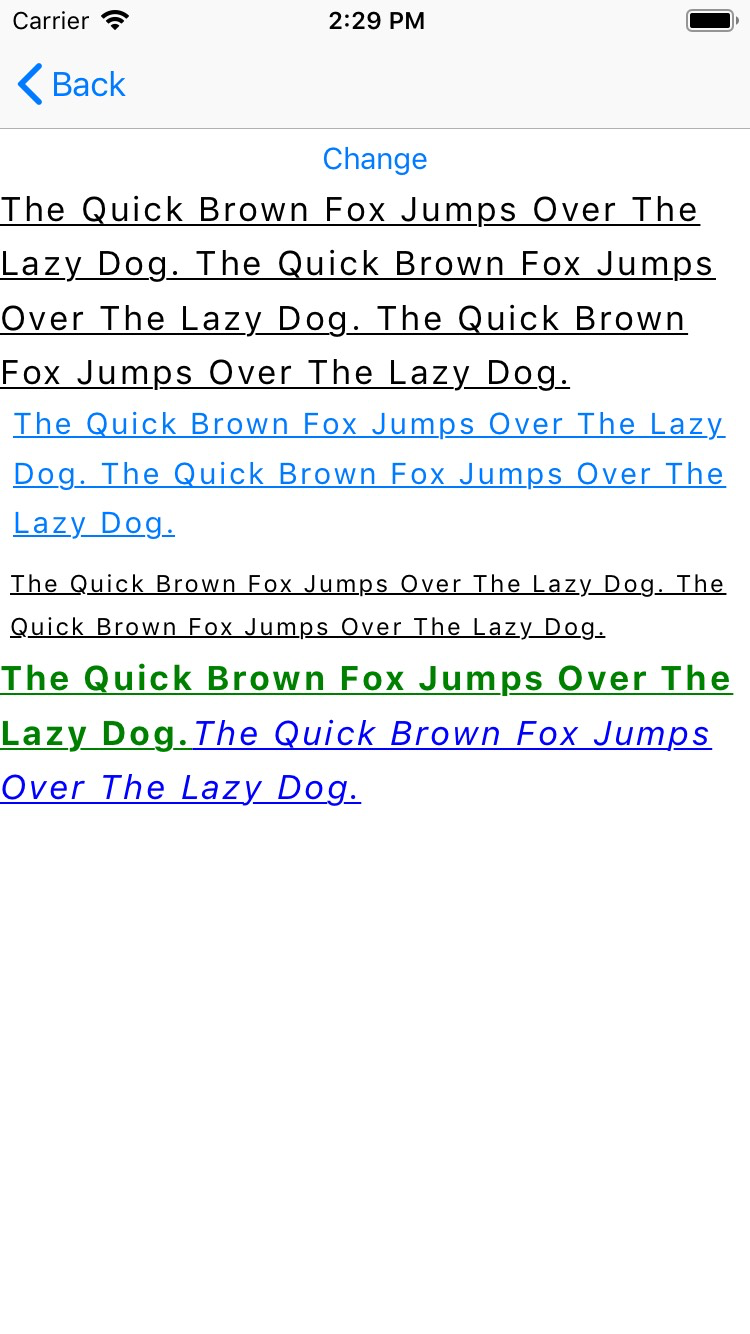 Carrier 2:29 PM
Back
Change
The Quick Brown Fox Jumps Over The
Lazy Dog. The Quick Brown Fox Jumps
Over The Lazy Dog. The Quick Brown
Fox Jumps Over The Lazy Dog.
The Quick Brown Fox Jumps Over The Lazy
Dog. The Quick Brown Fox Jumps Over The
Lazy Dog.
The Quick Brown Fox Jumps Over The Lazy Dog. The
Quick Brown Fox Jumps Over The Lazy Dog.
The Quick Brown Fox Jumps Over The
Lazy Dog. The Quick Brown Fox Jumps
Over The Lazy Dog.